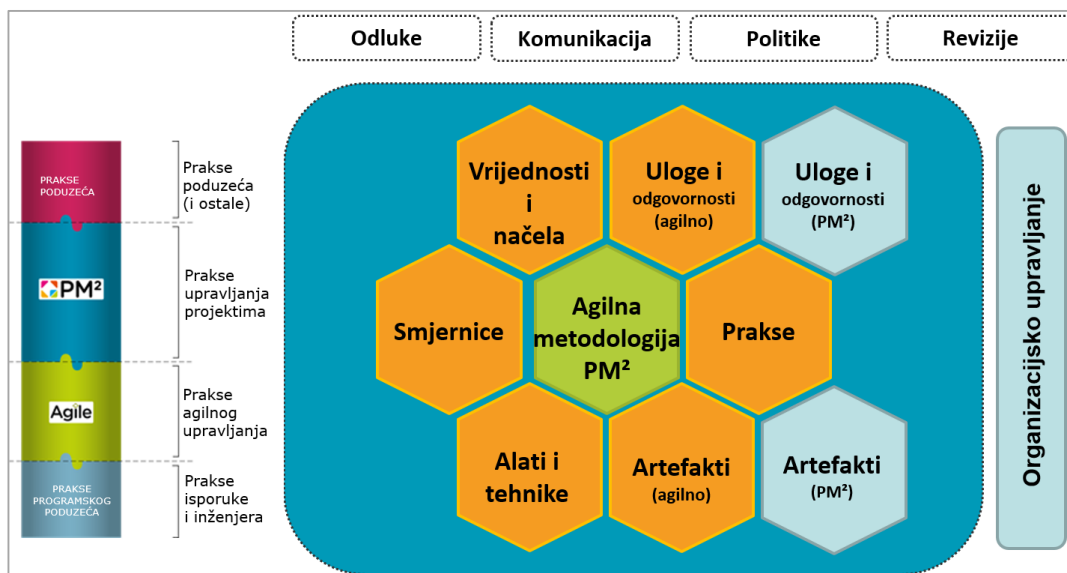 Odluke
Komunikacija
Politike
Revizije
PRAKSE
PODUZEĆA
Prakse
poduzeća
(i ostale)
PM²
Prakse
upravljanja
projektima
Agile
Prakse
agilnog
upravljanja
PRAKSE
PROGRAMSKOG
PODUZEĆA
Prakse
isporuke
i inženjera
Vrijednosti
i
načela
Uloge i
odgovornosti
(agilno)
Uloge i
odgovornosti
(PM²)
Smjernice
Agilna
metodologija
PM²
Prakse
Alati i
tehnike
Artefakti
(agilno)
Artefakti
(PM²)
Organizacijsko upravljanje